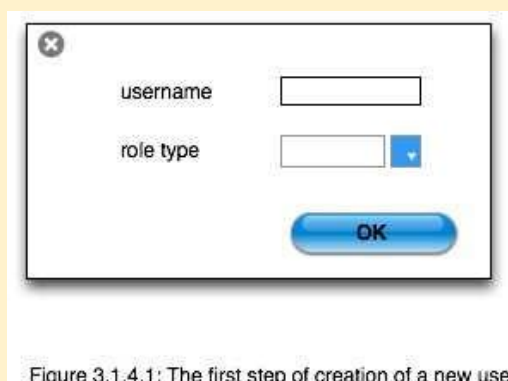 username
role type
OK
Figure 3.1.4.1: The first step of creation of a new use